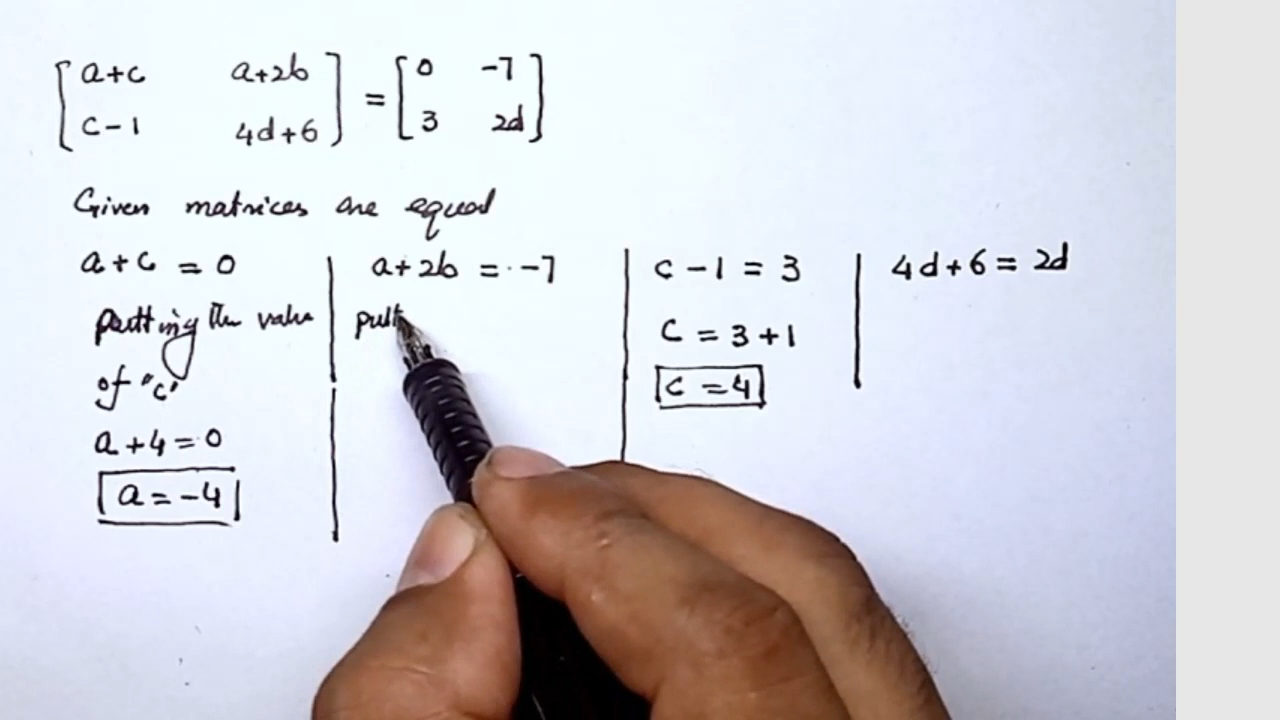 [a+c a+2b] = [0 -7]
[c-1 4d+6] [3 2d]
Given matrices are equal
a+c = 0
putting the value
of "c"
a+4=0
a=-4
a+2b = -7
putt
c-1 = 3
c = 3+1
c = 4
4d+6 = 2d